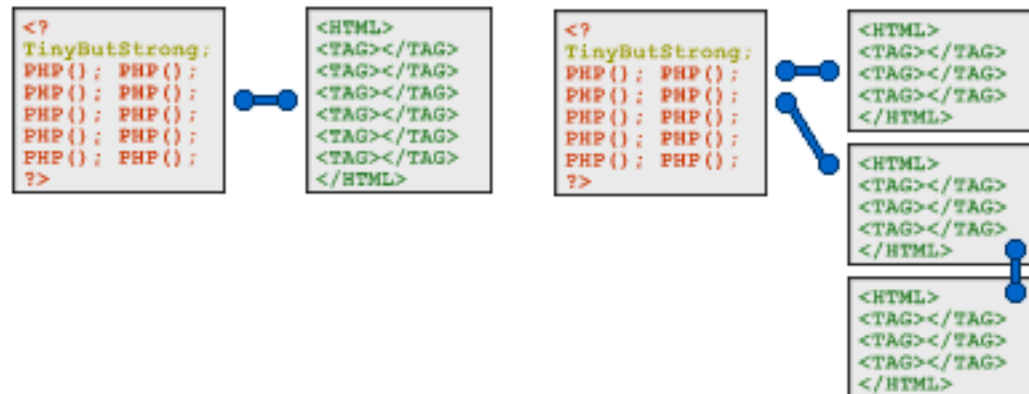 <?
TinyButStrong;
PHP(); PHP();
PHP(); PHP();
PHP(); PHP();
PHP(); PHP();
PHP(); PHP();
?>
<HTML>
<TAG></TAG>
<TAG></TAG>
<TAG></TAG>
<TAG></TAG>
<TAG></TAG>
<TAG></TAG>
</HTML>
<?
TinyButStrong;
PHP(); PHP();
PHP(); PHP();
PHP(); PHP();
PHP(); PHP();
PHP(); PHP();
?>
<HTML>
<TAG></TAG>
<TAG></TAG>
<TAG></TAG>
</HTML>
<HTML>
<TAG></TAG>
<TAG></TAG>
<TAG></TAG>
</HTML>
<HTML>
<TAG></TAG>
<TAG></TAG>
<TAG></TAG>
</HTML>